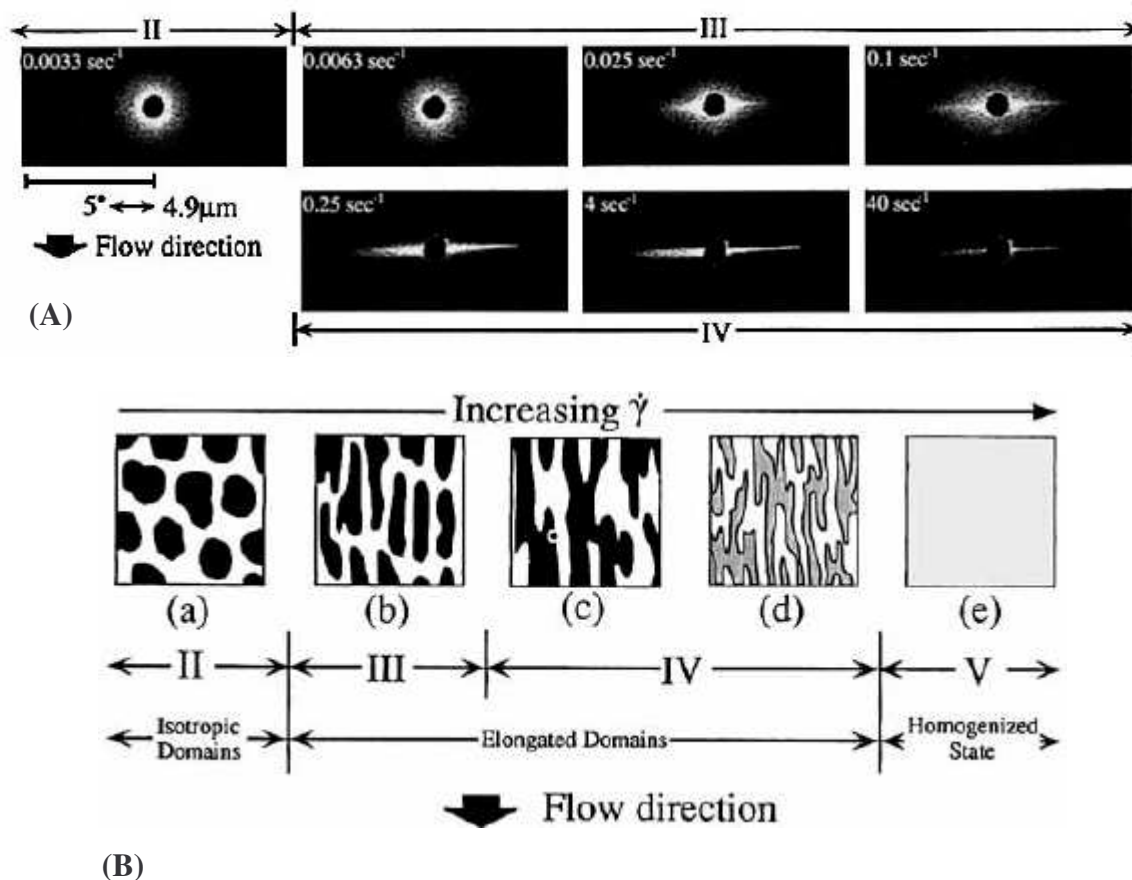 II III
0.0033 sec⁻¹ 0.0063 sec⁻¹ 0.025 sec⁻¹ 0.1 sec⁻¹
5° ↔ 4.9μm
0.25 sec⁻¹ 4 sec⁻¹ 40 sec⁻¹
Flow direction
(A)
IV
Increasing γ̇
(a) (b) (c) (d) (e)
II III IV V
Isotropic Domains Elongated Domains Homogenized State
Flow direction
(B)